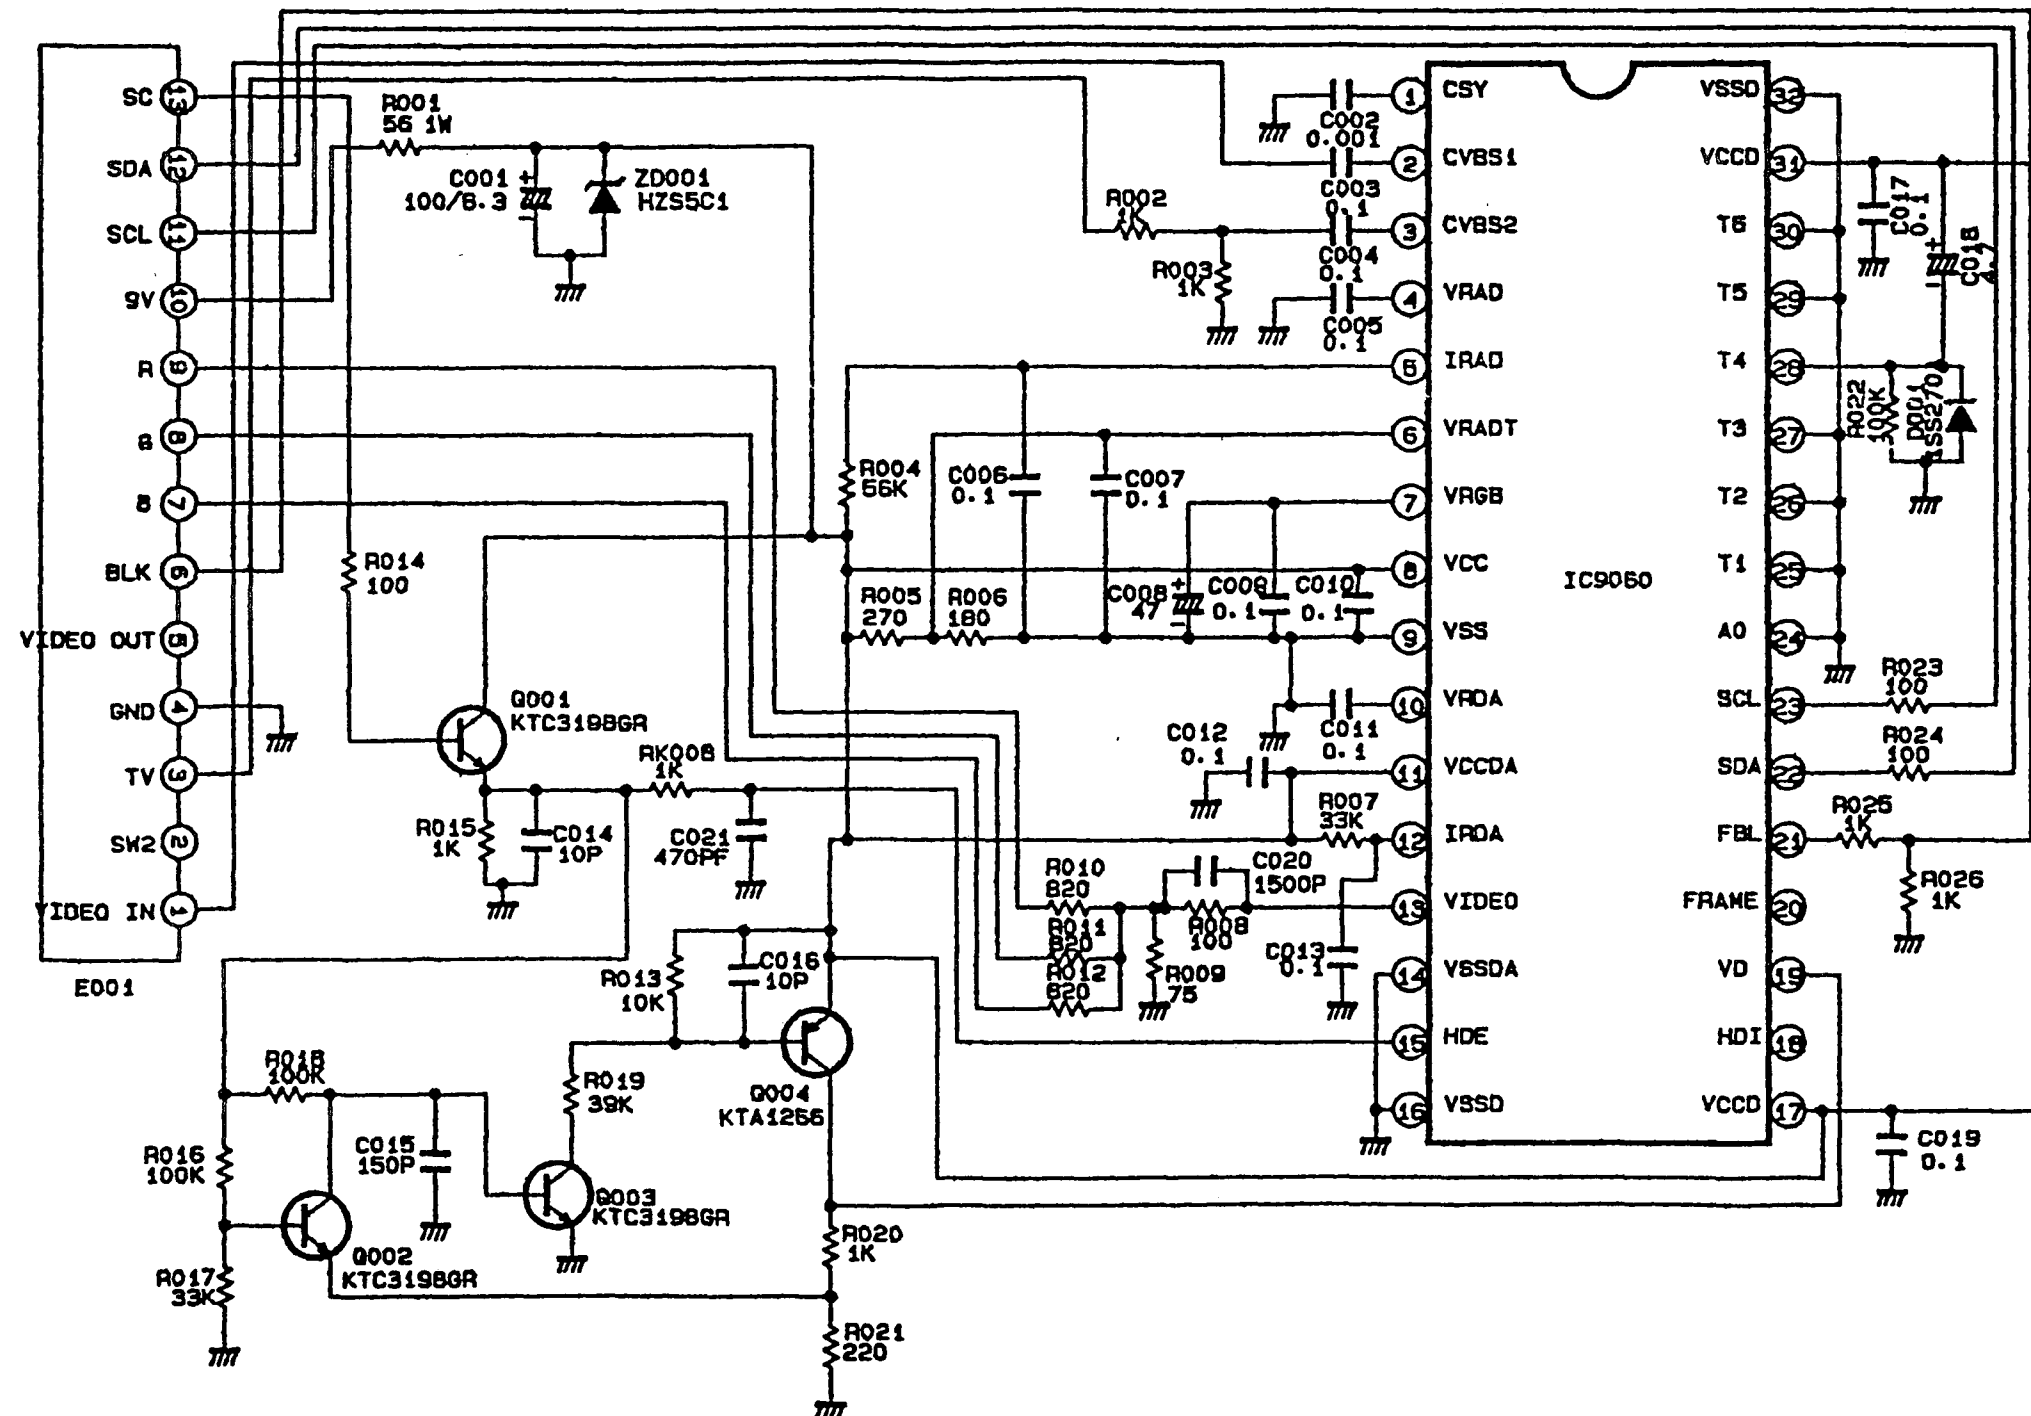 SC
13
SDA
12
SCL
11
9V
10
R
9
G
8
B
7
BLK
6
VIDEO OUT
5
GND
4
TV
3
SW2
2
VIDEO IN
1
E001
R001
56 1W
C001
100/6.3
+
-
ZD001
HZS5C1
R014
100
Q001
KTC3198GR
R015
1K
C014
10P
RK008
1K
C021
470PF
R013
10K
C016
10P
Q004
KTA1266
R018
100K
R019
39K
R016
100K
C015
150P
Q003
KTC3198GR
Q002
KTC3198GR
R017
33K
R020
1K
R021
220
R004
56K
R005
270
R006
180
C006
0.1
C007
0.1
C008
47
+
-
C009
0.1
C010
0.1
C002
0.001
C003
0.1
R002
1K
C004
0.1
R003
1K
C005
0.1
C011
0.1
C012
0.1
R007
33K
R010
820
R011
820
R012
820
C020
1500P
R008
100
R009
75
C013
0.1
IC9060
1
CSY
2
CVBS1
3
CVBS2
4
VRAD
5
IRAD
6
VRADT
7
VRGB
8
VCC
9
VSS
10
VRDA
11
VCCDA
12
IRDA
13
VIDEO
14
VSSDA
15
HDE
16
VSSD
VSSD
32
VCCD
31
T6
30
T5
29
T4
28
T3
27
T2
26
T1
25
A0
24
SCL
23
SDA
22
FBL
21
FRAME
20
VD
19
HDI
18
VCCD
17
C017
0.1
C018
4.7
+
-
R022
100K
D001
1SS270
R023
100
R024
100
R025
1K
R026
1K
C019
0.1